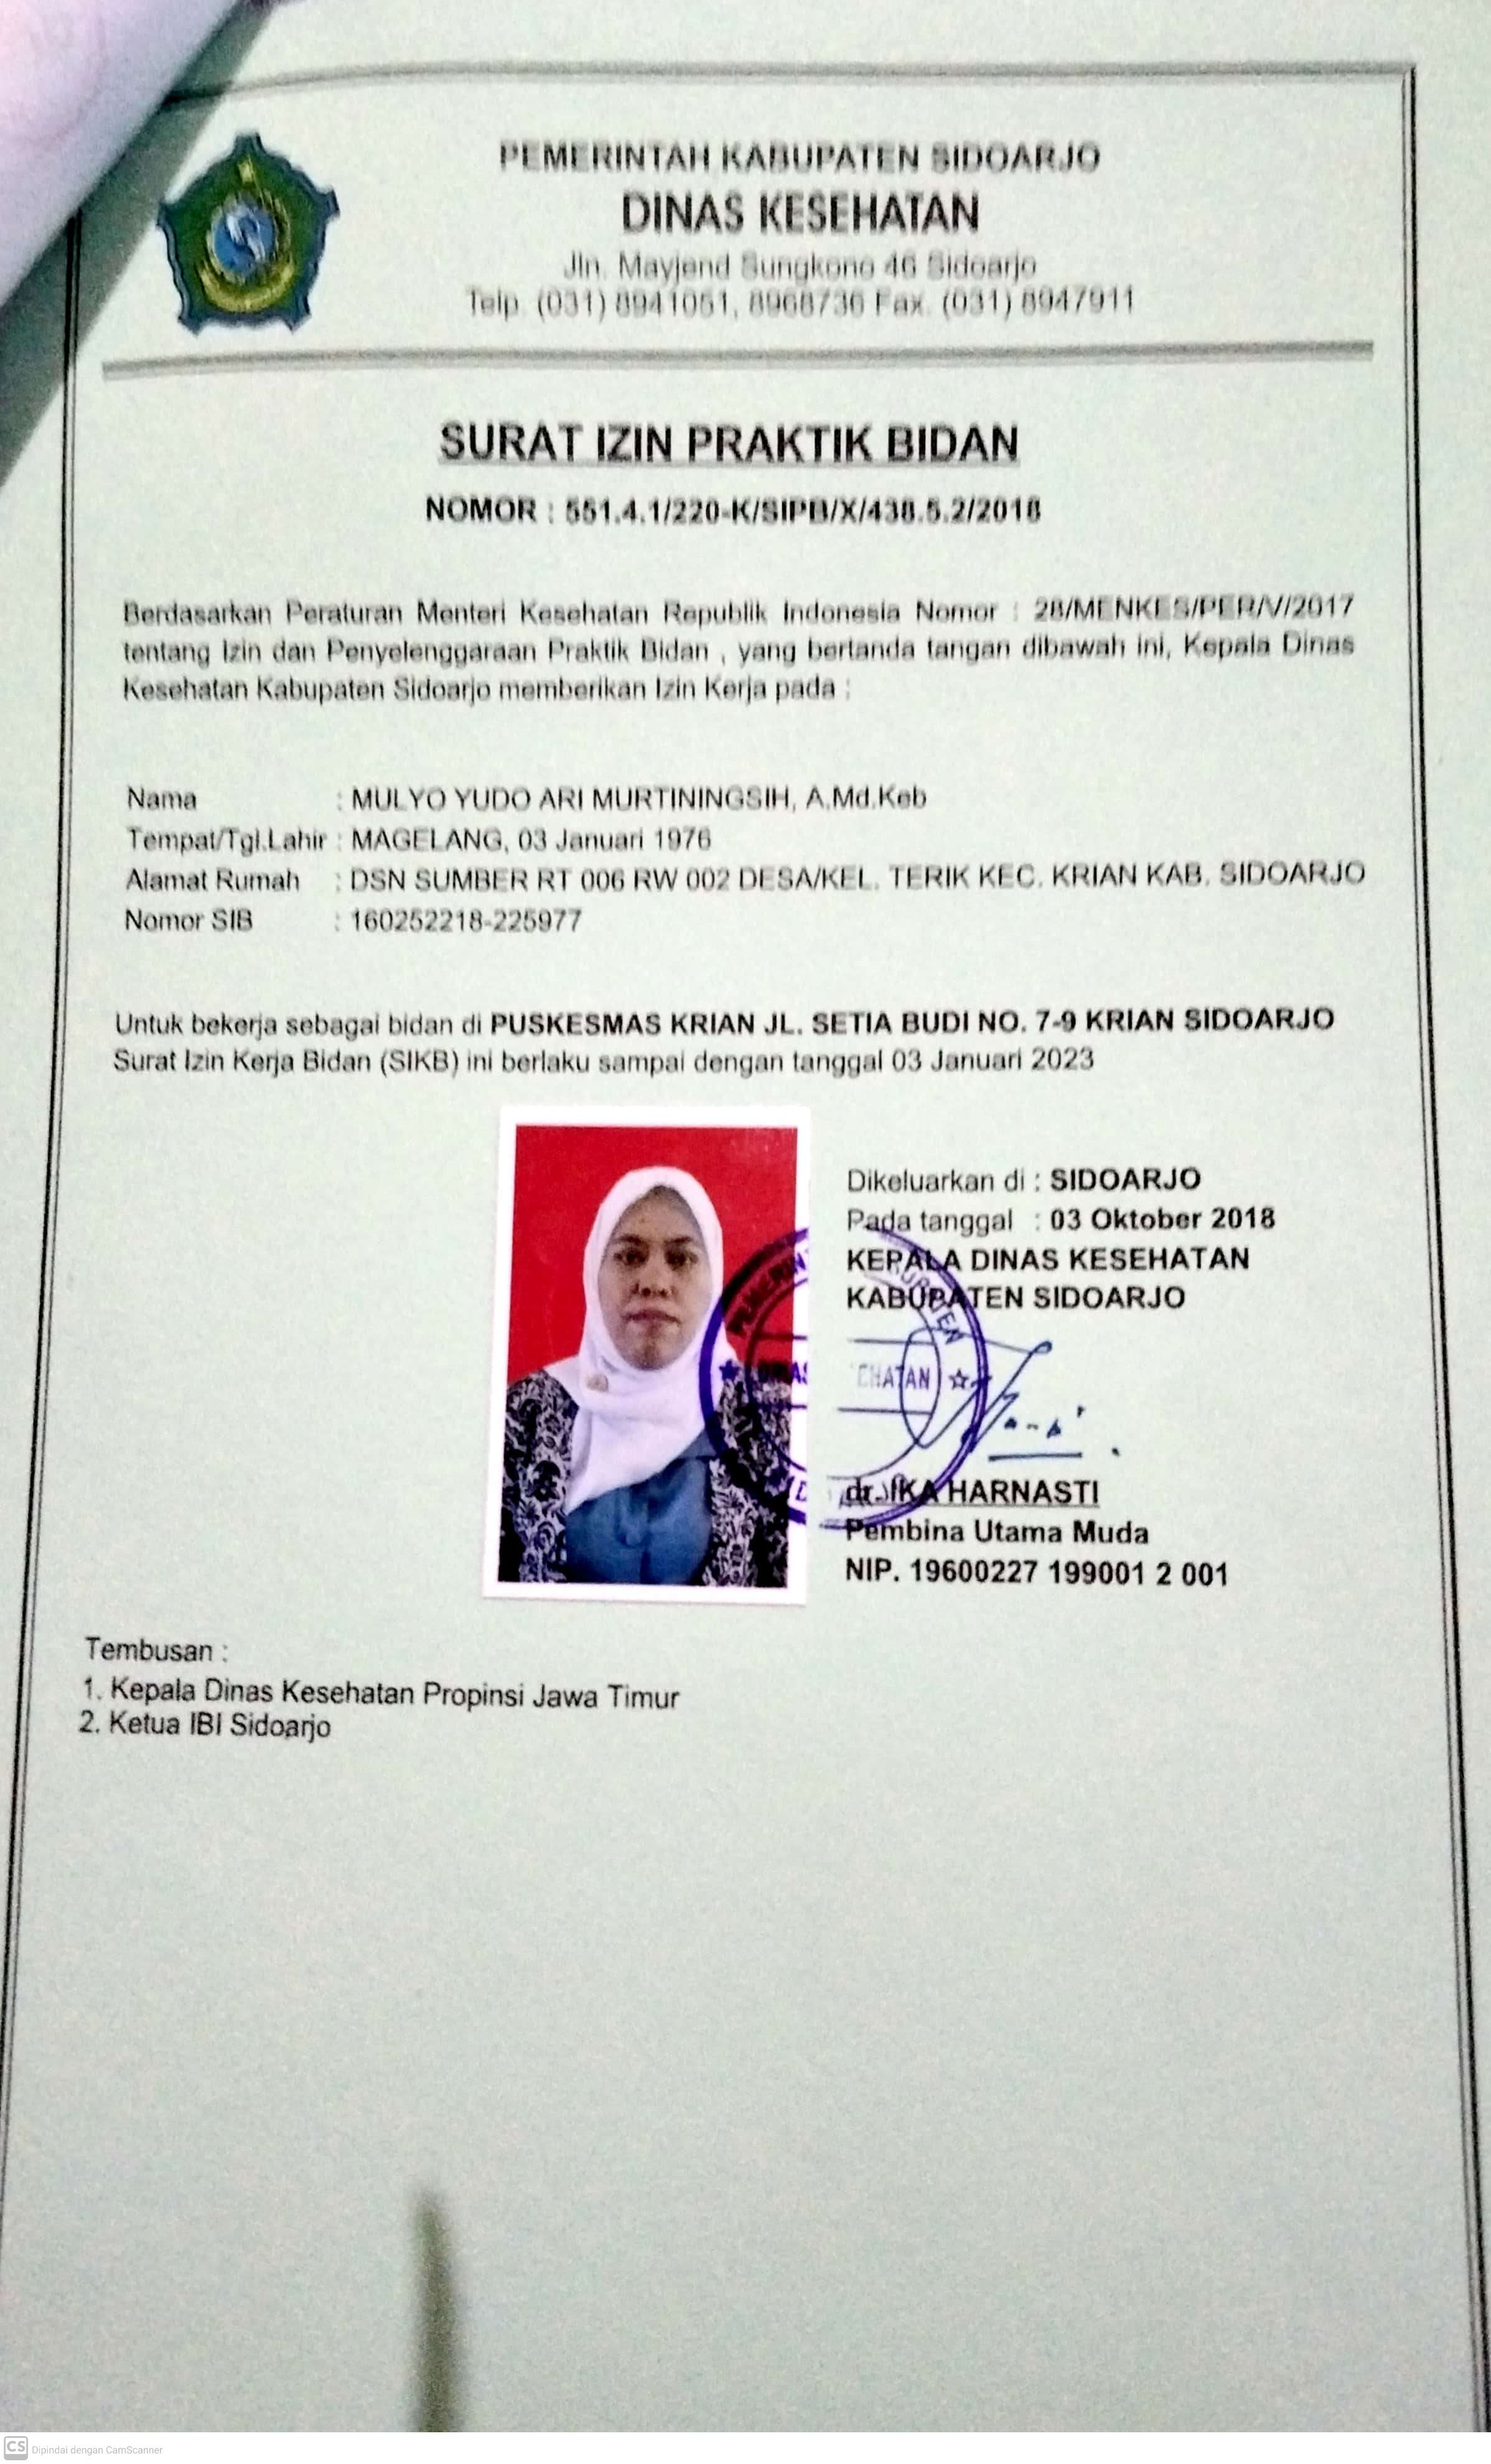 PEMERINTAH KABUPATEN SIDOARJO
DINAS KESEHATAN
Jln. Mayjend Sungkono 46 Sidoarjo
Telp. (031) 8941051, 8968736 Fax. (031) 8947911
SURAT IZIN PRAKTIK BIDAN
NOMOR : 551.4.1/220-K/SIPB/X/438.5.2/2018
Berdasarkan Peraturan Menteri Kesehatan Republik Indonesia Nomor : 28/MENKES/PER/V/2017
tentang Izin dan Penyelenggaraan Praktik Bidan , yang bertanda tangan dibawah ini, Kepala Dinas
Kesehatan Kabupaten Sidoarjo memberikan Izin Kerja pada :
Nama : MULYO YUDO ARI MURTININGSIH, A.Md.Keb
Tempat/Tgl.Lahir : MAGELANG, 03 Januari 1976
Alamat Rumah : DSN SUMBER RT 006 RW 002 DESA/KEL. TERIK KEC. KRIAN KAB. SIDOARJO
Nomor SIB : 160252218-225977
Untuk bekerja sebagai bidan di PUSKESMAS KRIAN JL. SETIA BUDI NO. 7-9 KRIAN SIDOARJO
Surat Izin Kerja Bidan (SIKB) ini berlaku sampai dengan tanggal 03 Januari 2023
Dikeluarkan di : SIDOARJO
Pada tanggal : 03 Oktober 2018
KEPALA DINAS KESEHATAN
KABUPATEN SIDOARJO
dr. IKA HARNASTI
Pembina Utama Muda
NIP. 19600227 199001 2 001
Tembusan :
1. Kepala Dinas Kesehatan Propinsi Jawa Timur
2. Ketua IBI Sidoarjo
CS Dipindai dengan CamScanner